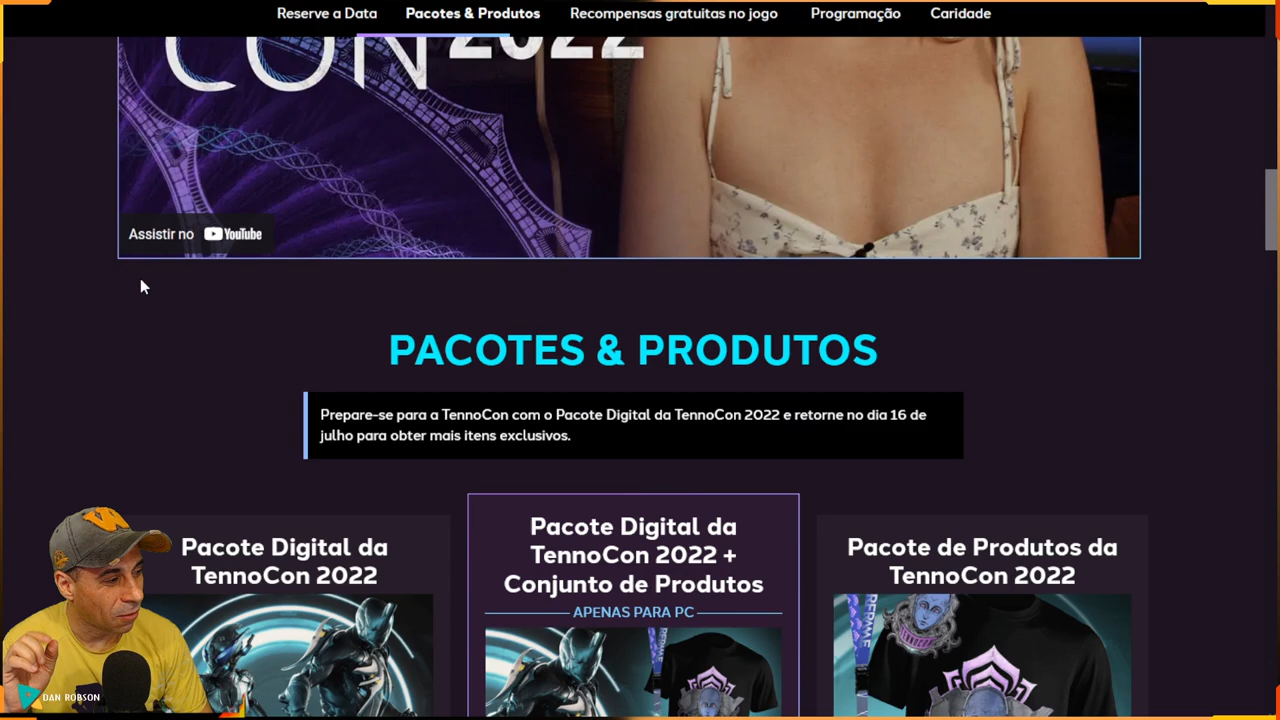 Reserve a Data Pacotes & Produtos Recompensas gratuitas no jogo Programação Caridade
CON 2022
Assistir no YouTube
PACOTES & PRODUTOS
Prepare-se para a TennoCon com o Pacote Digital da TennoCon 2022 e retorne no dia 16 de
julho para obter mais itens exclusivos.
Pacote Digital da
TennoCon 2022
Pacote Digital da
TennoCon 2022 +
Conjunto de Produtos
APENAS PARA PC
Pacote de Produtos da
TennoCon 2022
DAN ROBSON